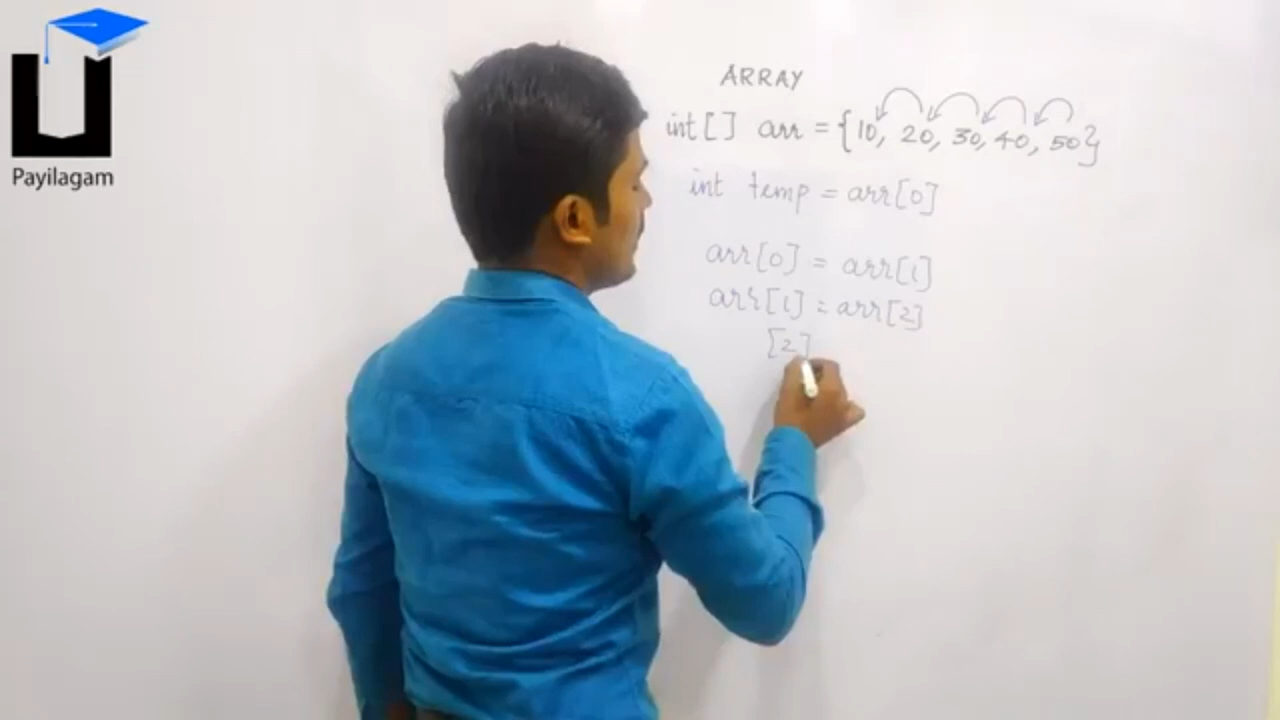 Payilagam
ARRAY
int[] arr = {10, 20, 30, 40, 50}
int temp = arr[0]
arr[0] = arr[1]
arr[1] = arr[2]
[2]